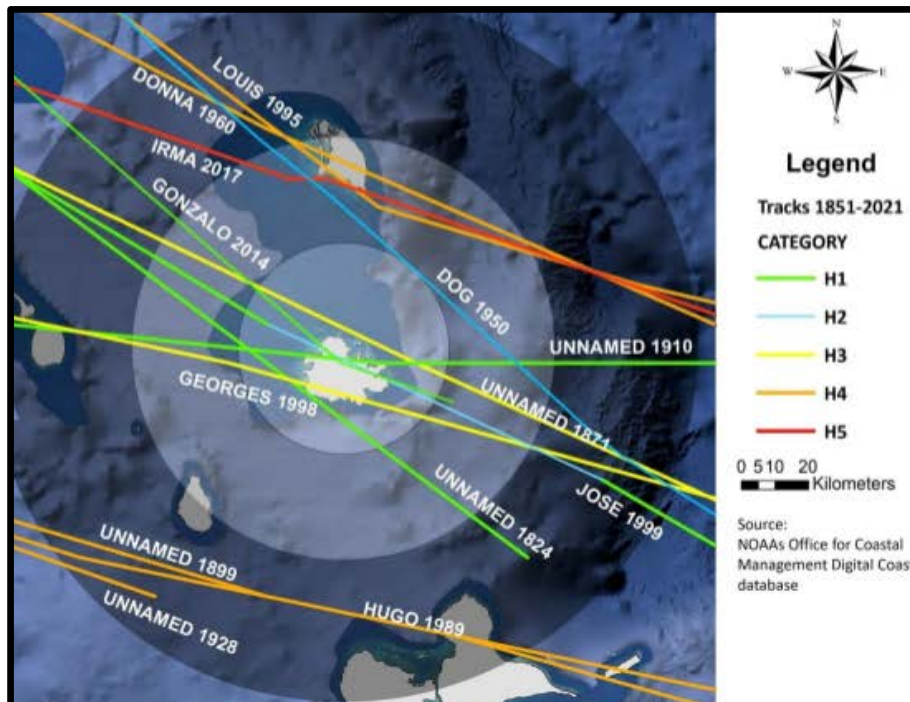 LOUIS 1995
DONNA 1960
IRMA 2017
GONZALO 2014
DOG 1950
UNNAMED 1910
GEORGES 1998
UNNAMED 1871
UNNAMED 1824
JOSE 1999
UNNAMED 1899
HUGO 1989
UNNAMED 1928
N
W
E
S
Legend
Tracks 1851-2021
CATEGORY
H1
H2
H3
H4
H5
0 5 10 20
Kilometers
Source:
NOAAs Office for Coastal
Management Digital Coas
database